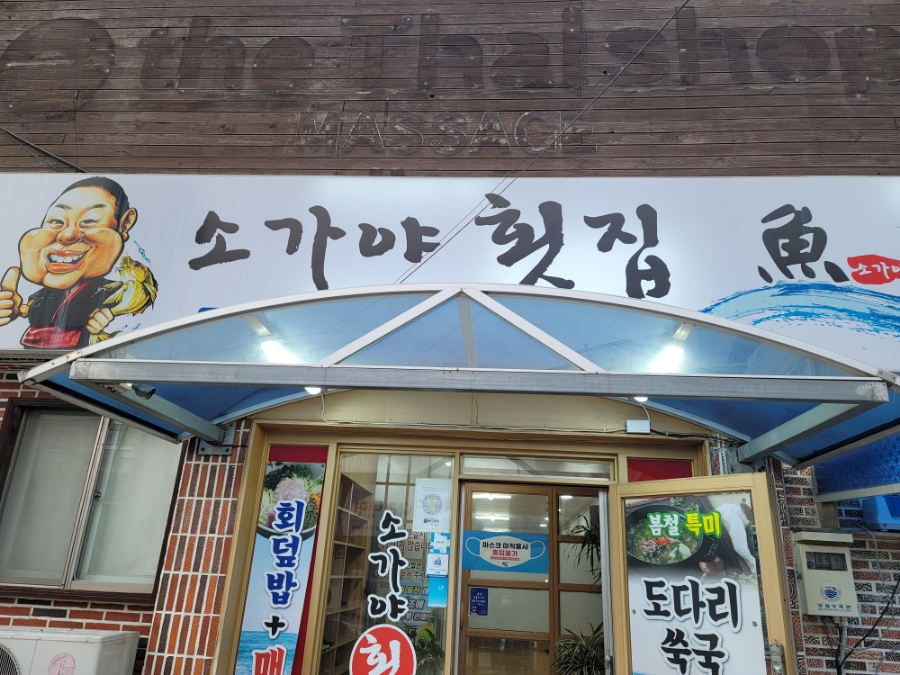 the Thai shop
MASSAGE
소가야 횟집 魚
소가야
회덮밥
+
소가야
회
마스크 미착용시
출입불가
봄철 특미
도다리
쑥국